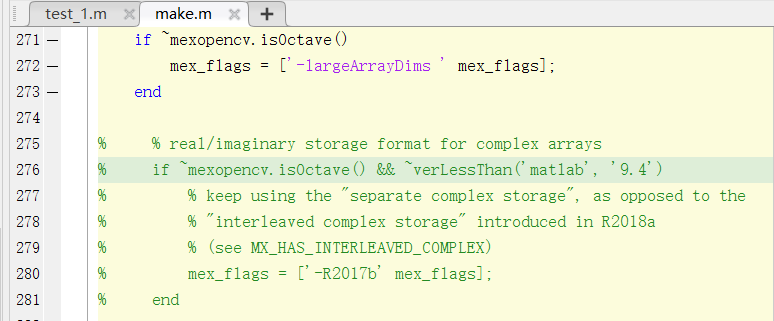 test_1.m × make.m × +
271 — if ~mexopencv.isOctave()
272 — mex_flags = ['-largeArrayDims ' mex_flags];
273 — end
274
275 % % real/imaginary storage format for complex arrays
276 % if ~mexopencv.isOctave() && ~verLessThan('matlab', '9.4')
277 % % keep using the "separate complex storage", as opposed to the
278 % % "interleaved complex storage" introduced in R2018a
279 % % (see MX_HAS_INTERLEAVED_COMPLEX)
280 % mex_flags = ['-R2017b' mex_flags];
281 % end